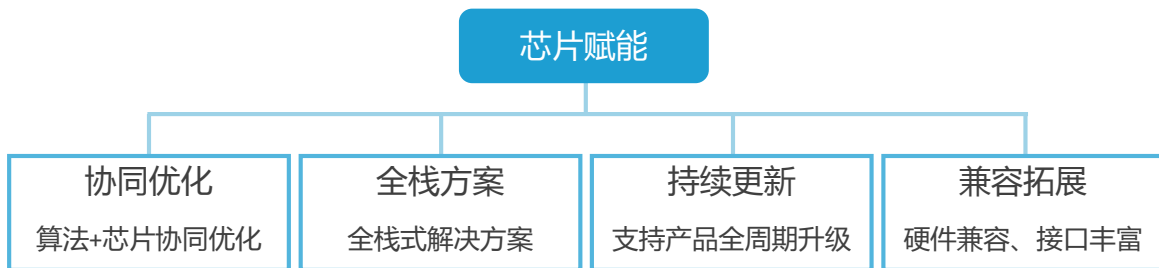 芯片赋能
协同优化
算法+芯片协同优化
全栈方案
全栈式解决方案
持续更新
支持产品全周期升级
兼容拓展
硬件兼容、接口丰富